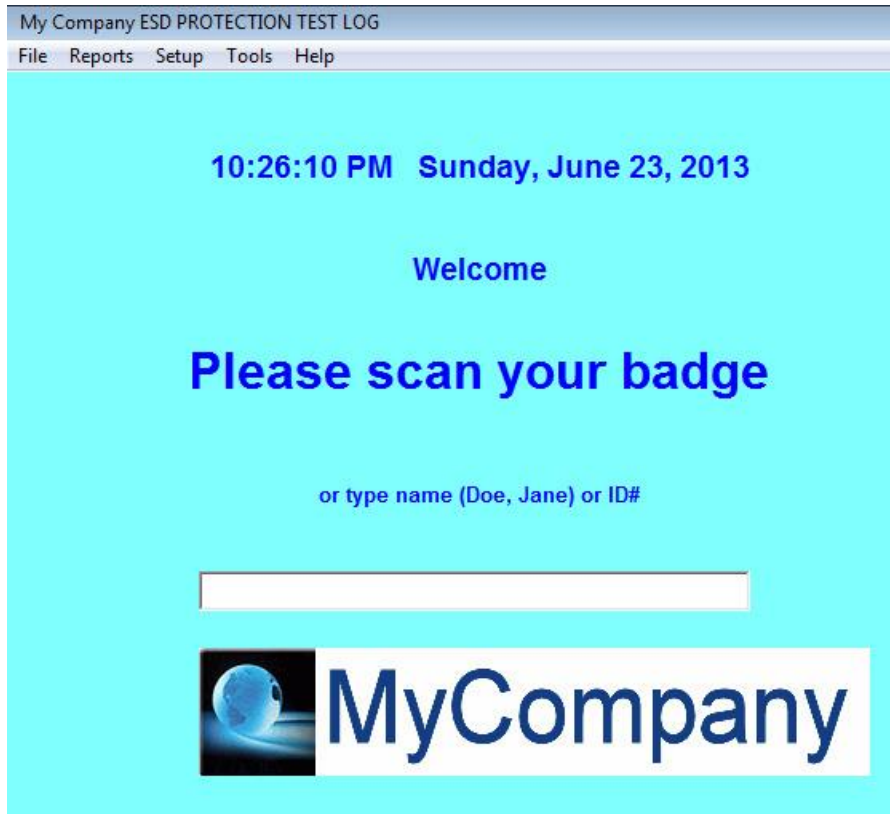 My Company ESD PROTECTION TEST LOG
File Reports Setup Tools Help
10:26:10 PM Sunday, June 23, 2013
Welcome
Please scan your badge
or type name (Doe, Jane) or ID#
MyCompany